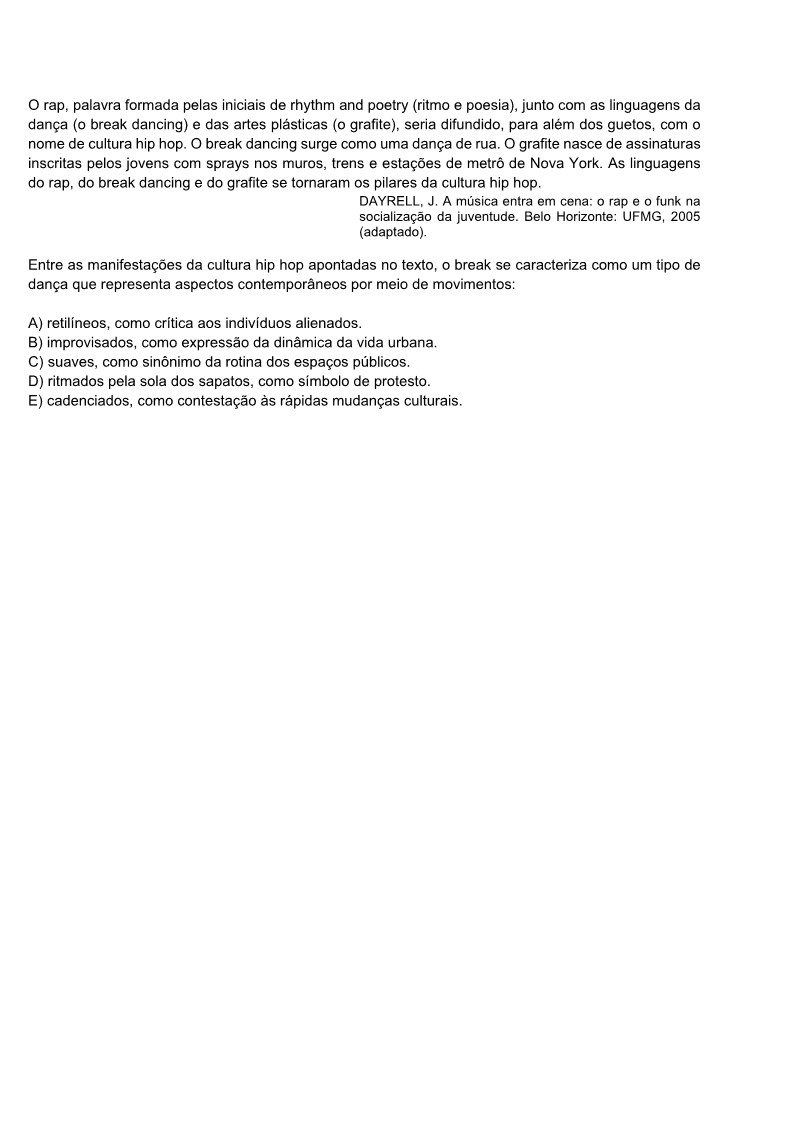 O rap, palavra formada pelas iniciais de rhythm and poetry (ritmo e poesia), junto com as linguagens da
dança (o break dancing) e das artes plásticas (o grafite), seria difundido, para além dos guetos, com o
nome de cultura hip hop. O break dancing surge como uma dança de rua. O grafite nasce de assinaturas
inscritas pelos jovens com sprays nos muros, trens e estações de metrô de Nova York. As linguagens
do rap, do break dancing e do grafite se tornaram os pilares da cultura hip hop.
DAYRELL, J. A música entra em cena: o rap e o funk na
socialização da juventude. Belo Horizonte: UFMG, 2005
(adaptado).
Entre as manifestações da cultura hip hop apontadas no texto, o break se caracteriza como um tipo de
dança que representa aspectos contemporâneos por meio de movimentos:
A) retilíneos, como crítica aos indivíduos alienados.
B) improvisados, como expressão da dinâmica da vida urbana.
C) suaves, como sinônimo da rotina dos espaços públicos.
D) ritmados pela sola dos sapatos, como símbolo de protesto.
E) cadenciados, como contestação às rápidas mudanças culturais.